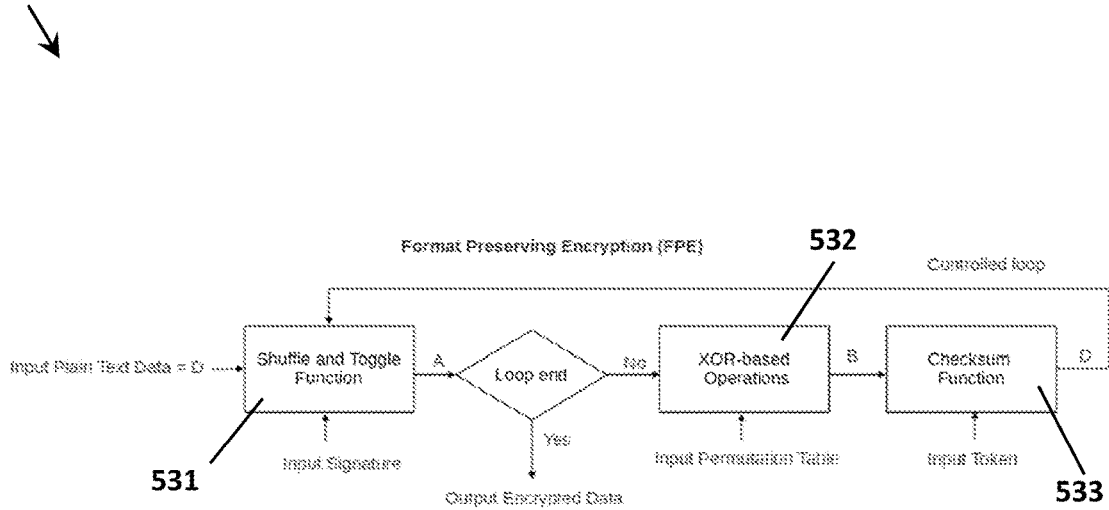 Format Preserving Encryption (FPE)
532
Controlled loop
Input Plain Text Data = D
Shuffle and Toggle
Function
A
Loop end
No
XOR-based
Operations
B
Checksum
Function
D
Yes
531
Input Signature
Input Permutation Table
Input Token
533
Output Encrypted Data